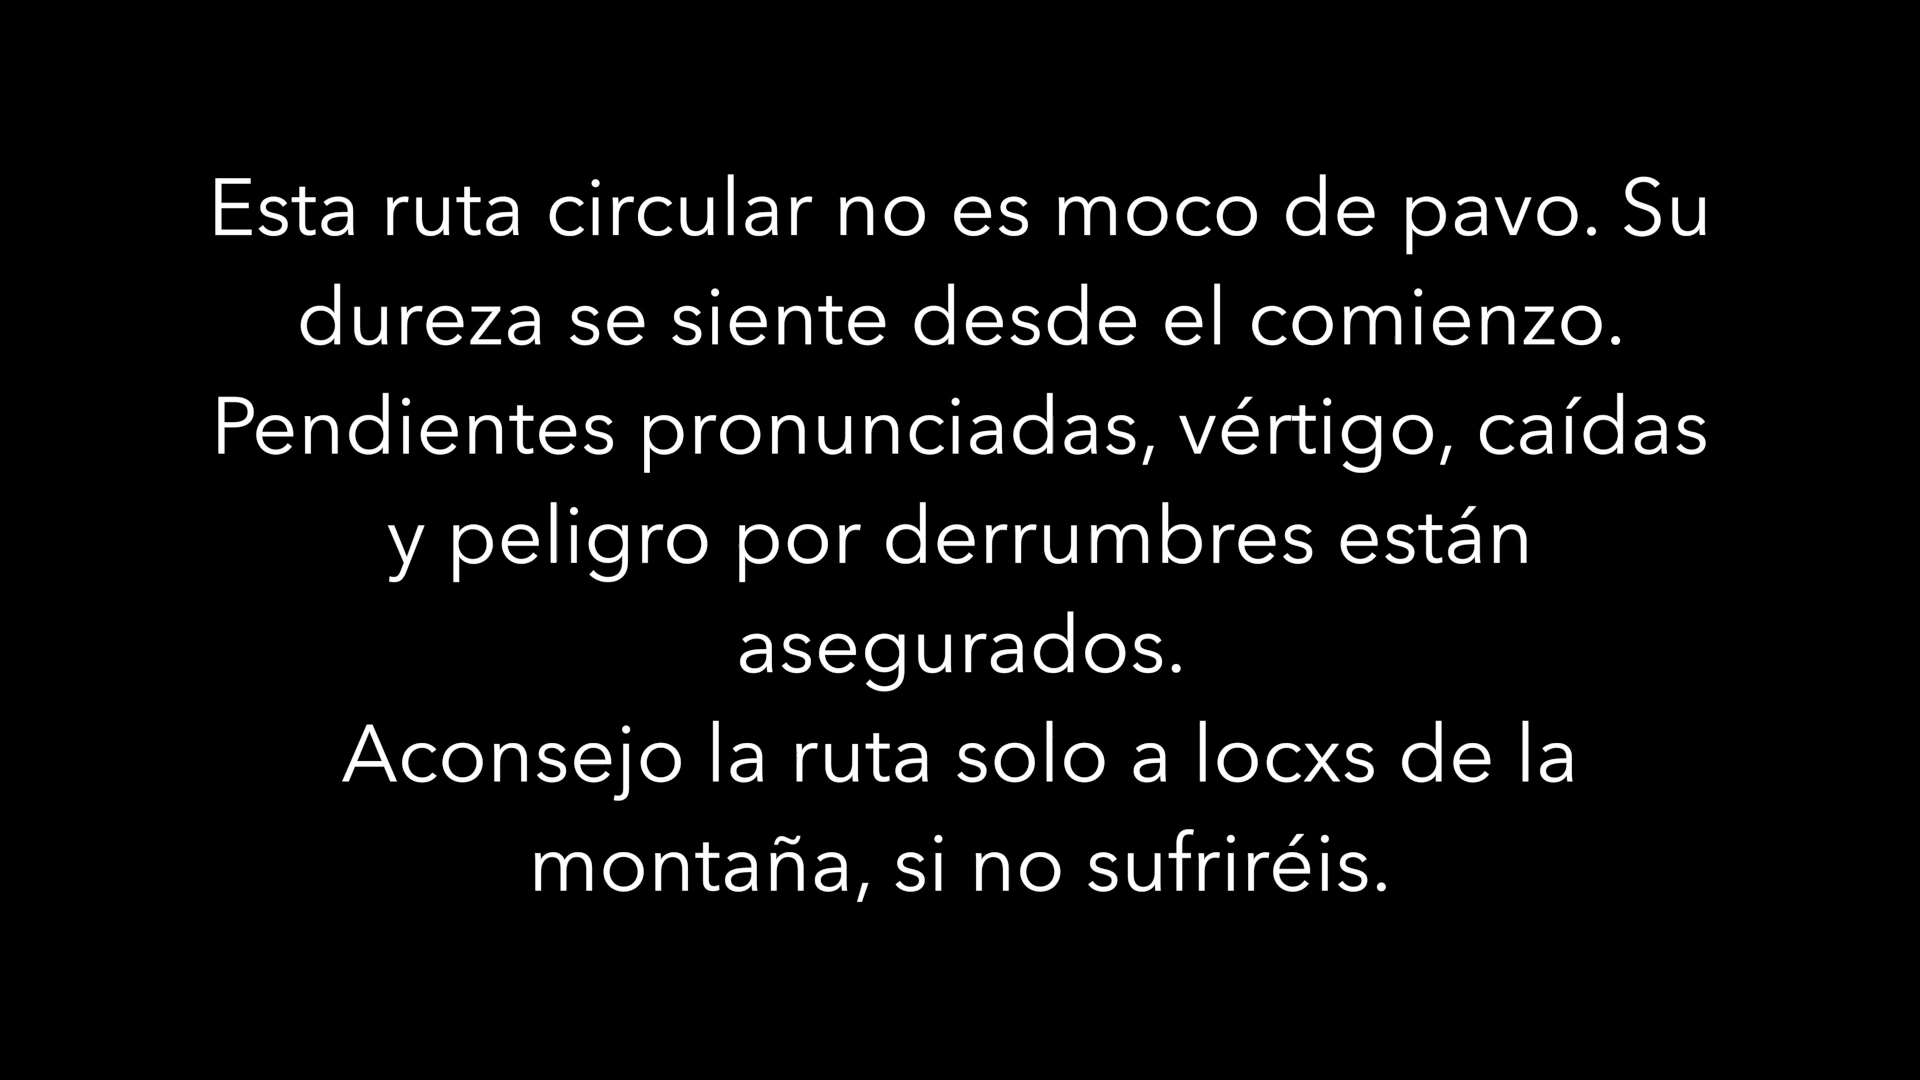 Esta ruta circular no es moco de pavo. Su
dureza se siente desde el comienzo.
Pendientes pronunciadas, vértigo, caídas
y peligro por derrumbres están
asegurados.
Aconsejo la ruta solo a locxs de la
montaña, si no sufriréis.